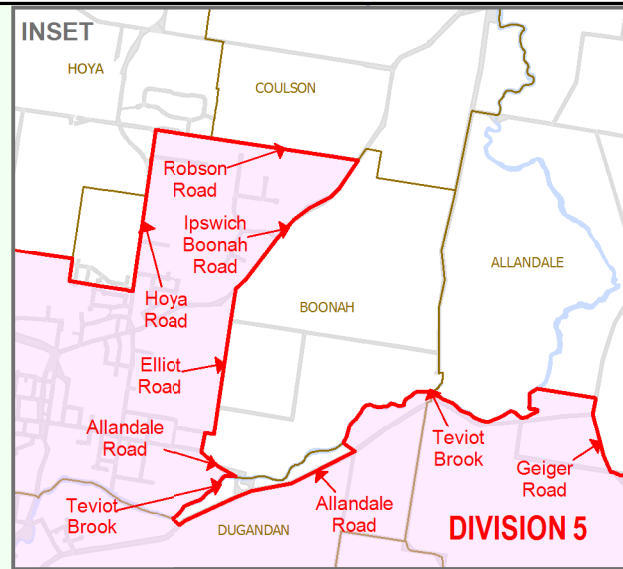 INSET
HOYA
COULSON
Robson
Road
Ipswich
Boonah
Road
ALLANDALE
Hoya
Road
BOONAH
Elliot
Road
Allandale
Road
Teviot
Brook
Geiger
Road
Teviot
Brook
Allandale
Road
DUGANDAN
DIVISION 5